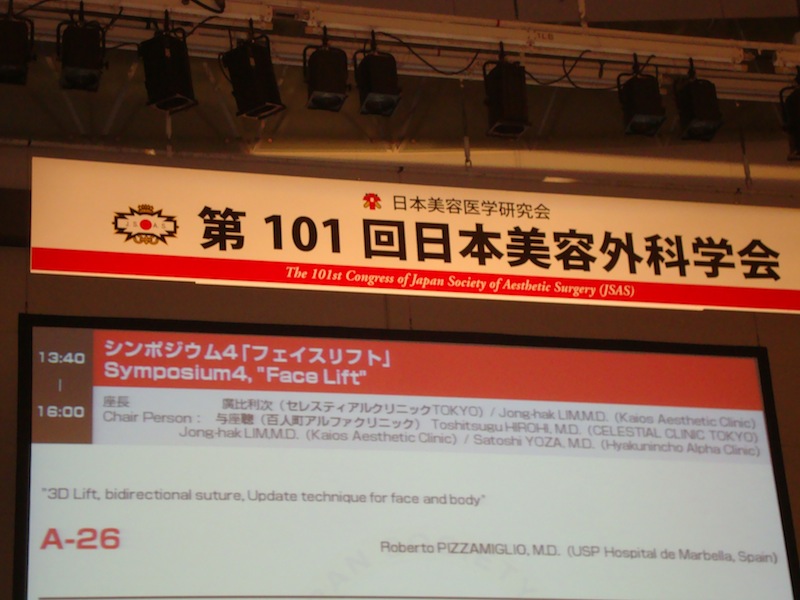 日本美容医学研究会
JSAS
第101回日本美容外科学会
The 101st Congress of Japan Society of Aesthetic Surgery (JSAS)
13:40
|
16:00
シンポジウム4「フェイスリフト」
Symposium4, "Face Lift"
座長 廣比利次（セレスティアルクリニックTOKYO）/ Jong-hak LIM,M.D. (Kaios Aesthetic Clinic)
Chair Person : 与座聰（百人町アルファクリニック） Toshitsugu HIROHI, M.D. (CELESTIAL CLINIC TOKYO)
Jong-hak LIM,M.D. (Kaios Aesthetic Clinic) / Satoshi YOZA, M.D. (Hyakunincho Alpha Clinic)
"3D Lift, bidirectional suture, Update technique for face and body"
A-26
Roberto PIZZAMIGLIO, M.D. (USP Hospital de Marbella, Spain)